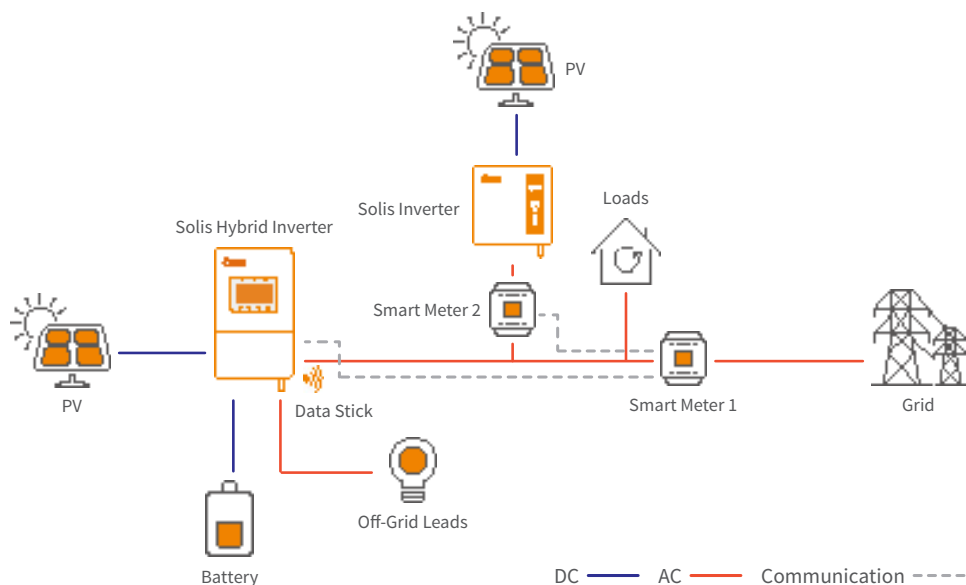 PV
Solis Inverter
Loads
Solis Hybrid Inverter
Smart Meter 2
PV
Data Stick
Smart Meter 1
Grid
Off-Grid Leads
Battery
DC
AC
Communication